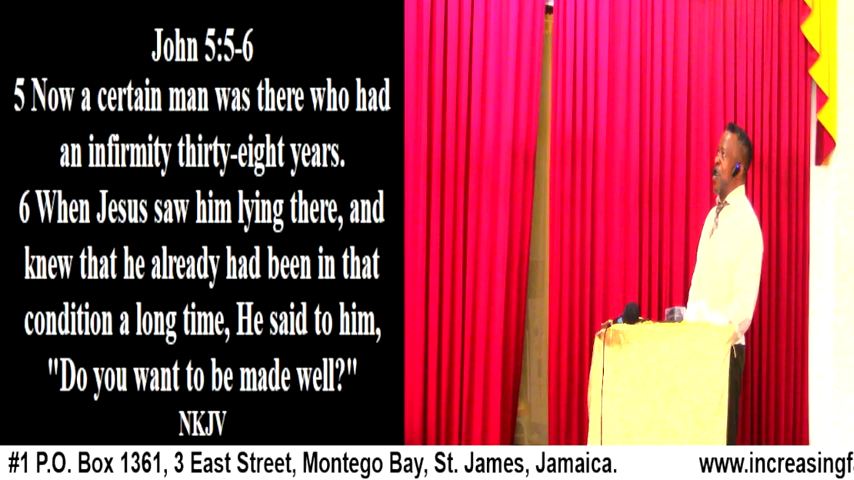 John 5:5-6
5 Now a certain man was there who had
an infirmity thirty-eight years.
6 When Jesus saw him lying there, and
knew that he already had been in that
condition a long time, He said to him,
"Do you want to be made well?"
NKJV
#1 P.O. Box 1361, 3 East Street, Montego Bay, St. James, Jamaica. www.increasingf